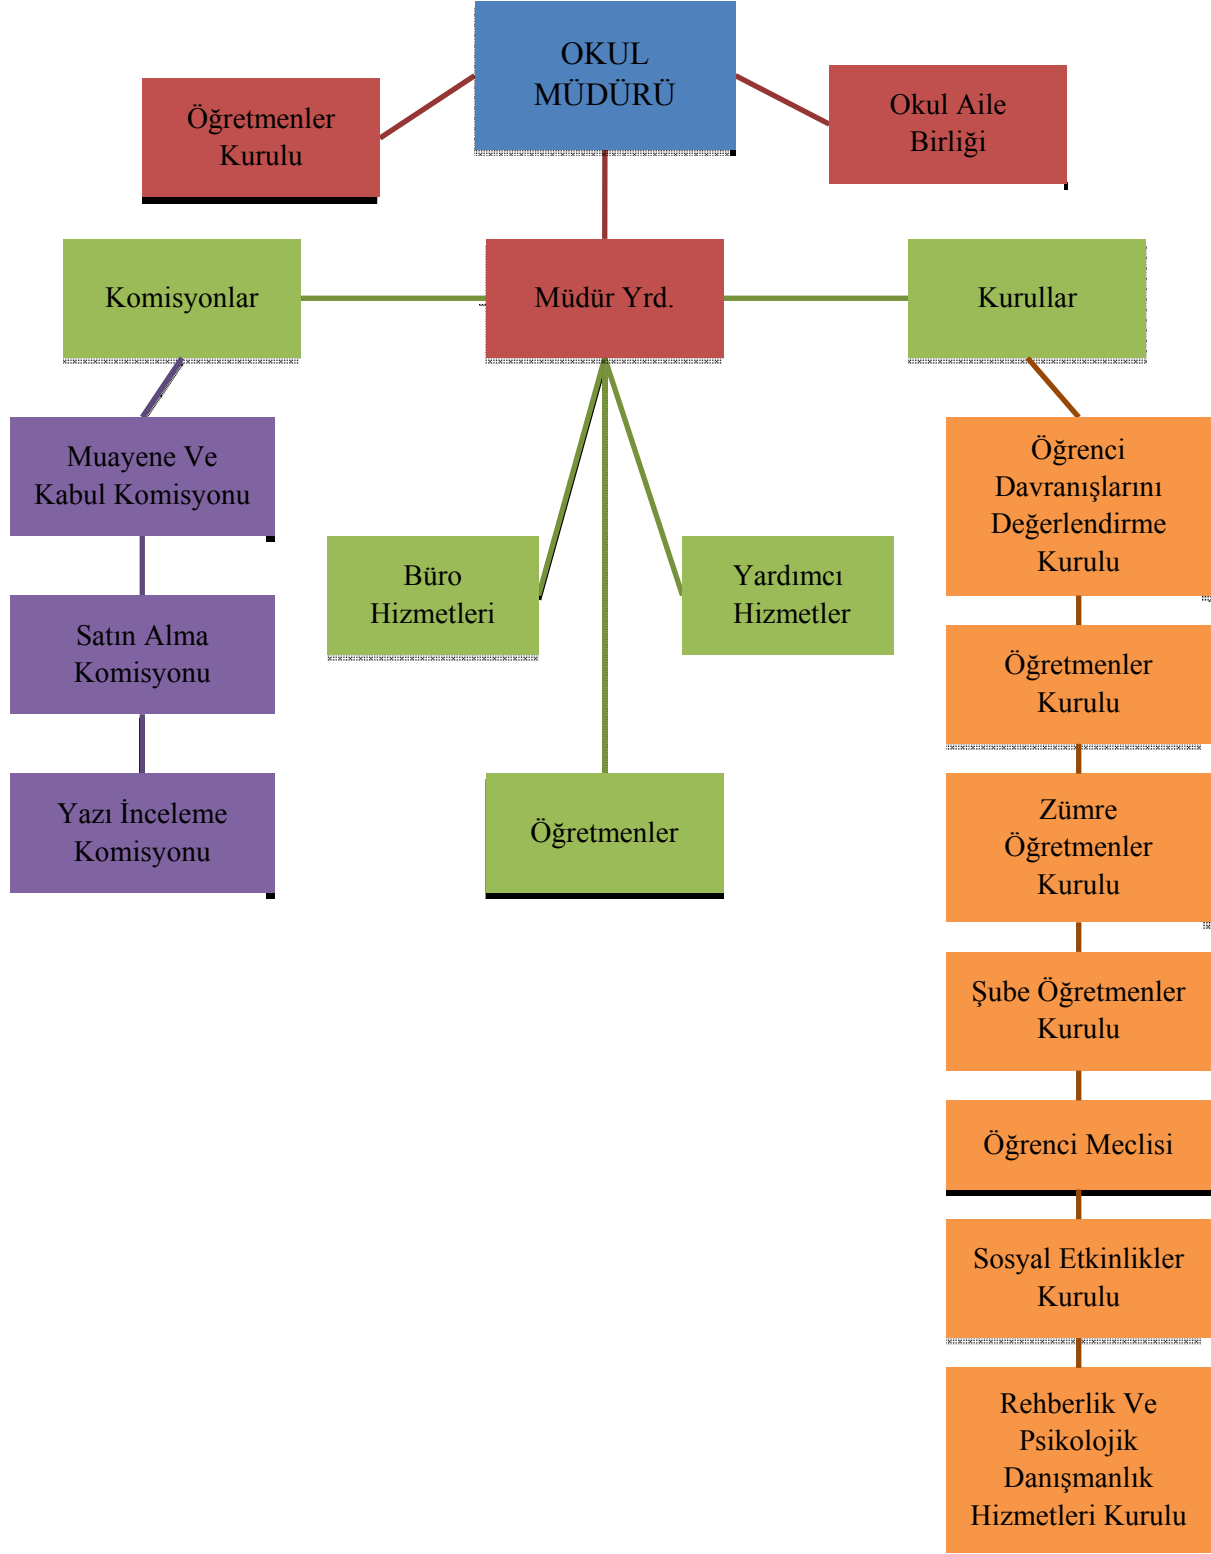 OKUL
MÜDÜRÜ
Öğretmenler
Kurulu
Okul Aile
Birliği
Komisyonlar
Müdür Yrd.
Kurullar
Muayene Ve
Kabul Komisyonu
Satın Alma
Komisyonu
Yazı İnceleme
Komisyonu
Büro
Hizmetleri
Yardımcı
Hizmetler
Öğretmenler
Öğrenci
Davranışlarını
Değerlendirme
Kurulu
Öğretmenler
Kurulu
Zümre
Öğretmenler
Kurulu
Şube Öğretmenler
Kurulu
Öğrenci Meclisi
Sosyal Etkinlikler
Kurulu
Rehberlik Ve
Psikolojik
Danışmanlık
Hizmetleri Kurulu